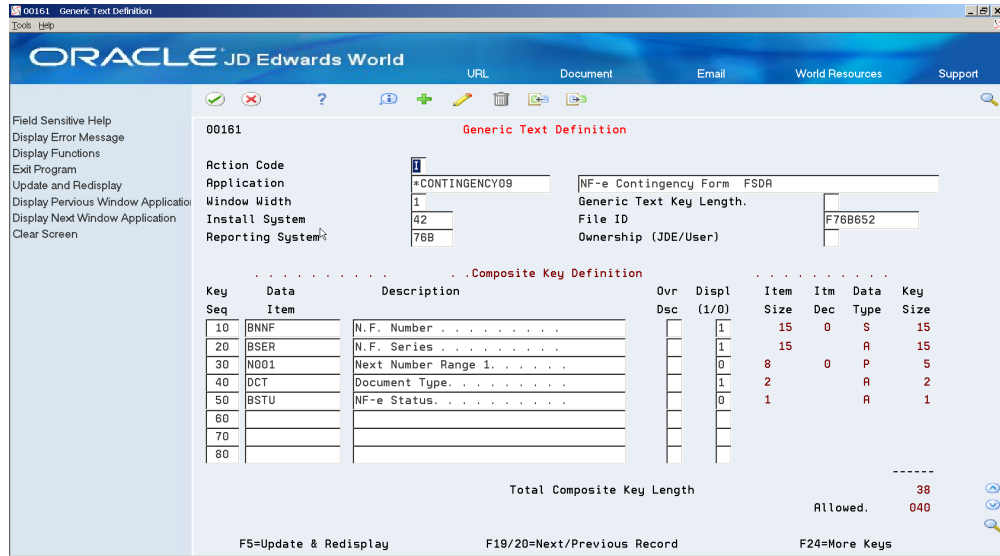 00161 Generic Text Definition
Tools Help
ORACLE JD Edwards World
URL Document Email World Resources Support
?
Field Sensitive Help
Display Error Message
Display Functions
Exit Program
Update and Redisplay
Display Pervious Window Application
Display Next Window Application
Clear Screen
00161 Generic Text Definition
Action Code I
Application *CONTINGENCY09 NF-e Contingency Form FSDA
Window Width 1 Generic Text Key Length.
Install System 42 File ID F76B652
Reporting System 76B Ownership (JDE/User)
. . . . . . . . . . . .Composite Key Definition . . . . . . . . . .
Key Data Description Ovr Displ Item Itm Data Key
Seq Item Dsc (1/0) Size Dec Type Size
10 BNNF N.F. Number . . . . . . . . . 1 15 0 S 15
20 BSER N.F. Series . . . . . . . . . 1 15 A 15
30 N001 Next Number Range 1. . . . . . 0 8 0 P 5
40 DCT Document Type. . . . . . . . . 1 2 A 2
50 BSTU NF-e Status. . . . . . . . . . 0 1 A 1
60
70
80
------
Total Composite Key Length 38
Allowed. 040
F5=Update & Redisplay F19/20=Next/Previous Record F24=More Keys